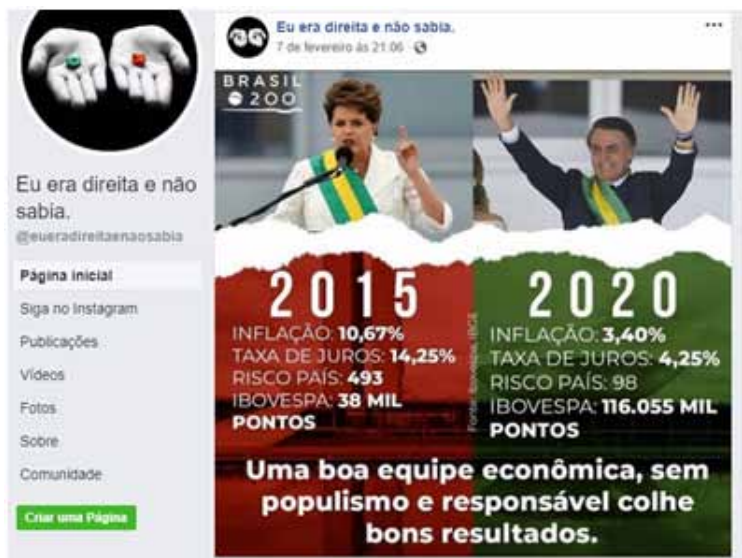 Eu era direita e não
sabia.
@eueradireitaenaosabia
Página inicial
Siga no Instagram
Publicações
Vídeos
Fotos
Sobre
Comunidade
Criar uma Página
Eu era direita e não sabia.
7 de fevereiro às 21:06
BRASIL
200
2015
INFLAÇÃO: 10,67%
TAXA DE JUROS: 14,25%
RISCO PAÍS: 493
IBOVESPA: 38 MIL
PONTOS
2020
INFLAÇÃO: 3,40%
TAXA DE JUROS: 4,25%
RISCO PAÍS: 98
IBOVESPA: 116.055 MIL
PONTOS
Uma boa equipe econômica, sem
populismo e responsável colhe
bons resultados.